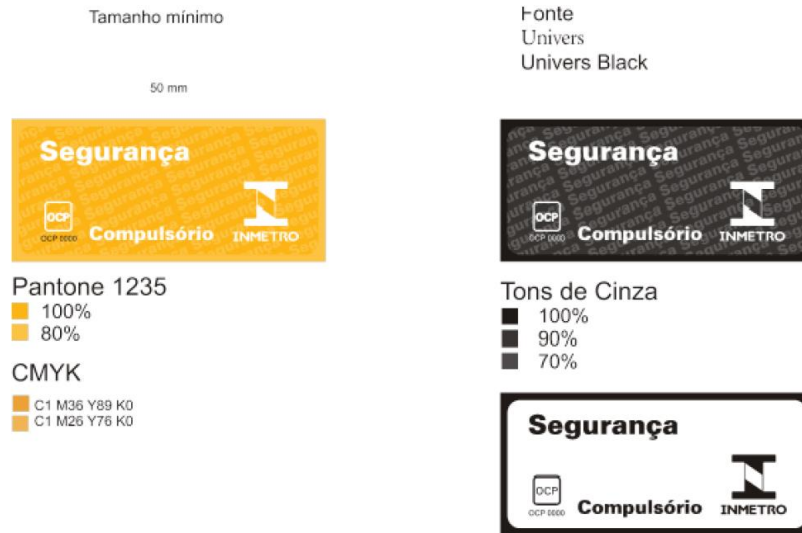 Tamanho mínimo
50 mm
Segurança
OCP
OCP 0000
Compulsório
INMETRO
Pantone 1235
100%
80%
CMYK
C1 M36 Y89 K0
C1 M26 Y76 K0
Fonte
Univers
Univers Black
Segurança
OCP
OCP 0000
Compulsório
INMETRO
Tons de Cinza
100%
90%
70%
Segurança
OCP
OCP 0000
Compulsório
INMETRO